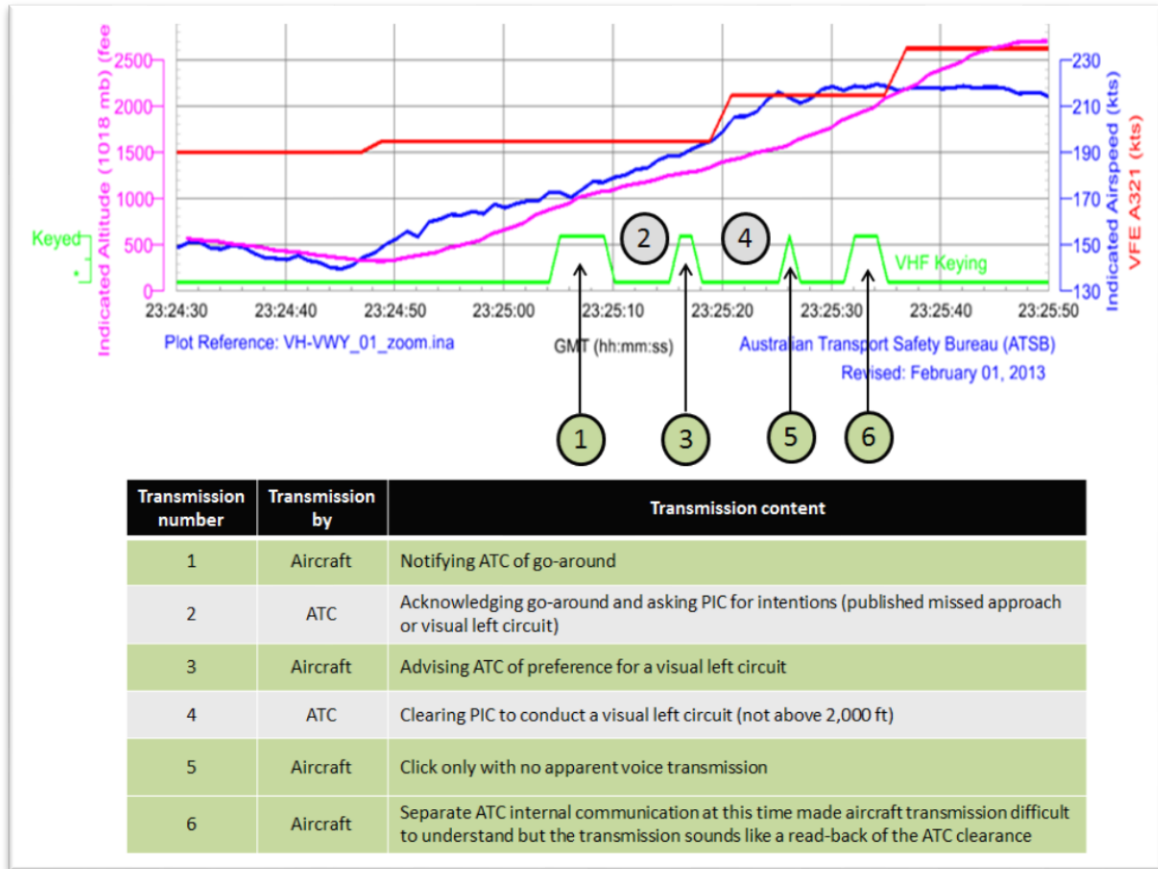 Indicated Altitude (1018 mb) (fee
2500
2000
1500
1000
500
0
Keyed
*
230
210
190
170
150
130
Indicated Airspeed (kts)
VFE A321 (kts)
2
4
VHF Keying
23:24:30
23:24:40
23:24:50
23:25:00
23:25:10
23:25:20
23:25:30
23:25:40
23:25:50
Plot Reference: VH-VWY_01_zoom.ina
GMT (hh:mm:ss)
Australian Transport Safety Bureau (ATSB)
Revised: February 01, 2013
1
3
5
6
Transmission number
Transmission by
Transmission content
1
Aircraft
Notifying ATC of go-around
2
ATC
Acknowledging go-around and asking PIC for intentions (published missed approach
or visual left circuit)
3
Aircraft
Advising ATC of preference for a visual left circuit
4
ATC
Clearing PIC to conduct a visual left circuit (not above 2,000 ft)
5
Aircraft
Click only with no apparent voice transmission
6
Aircraft
Separate ATC internal communication at this time made aircraft transmission difficult
to understand but the transmission sounds like a read-back of the ATC clearance